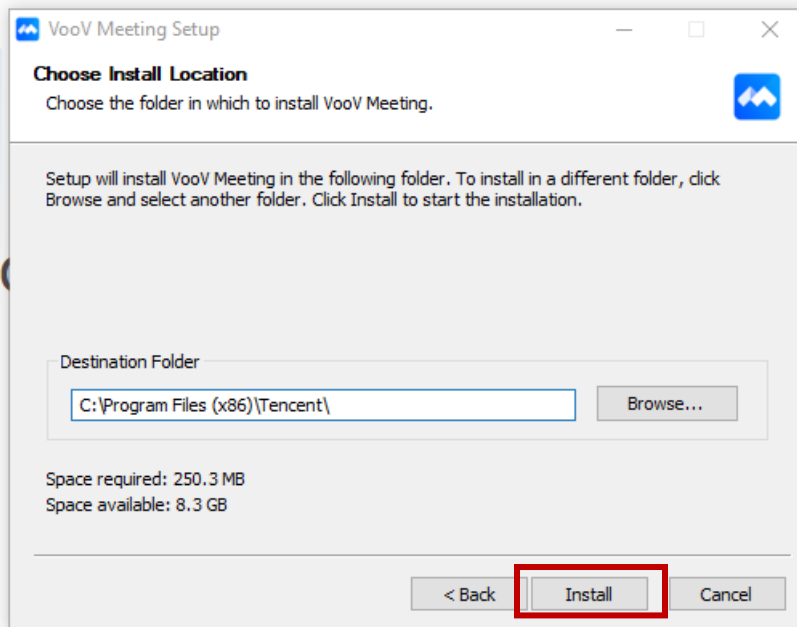 VooV Meeting Setup
Choose Install Location
Choose the folder in which to install VooV Meeting.
Setup will install VooV Meeting in the following folder. To install in a different folder, click
Browse and select another folder. Click Install to start the installation.
Destination Folder
C:\Program Files (x86)\Tencent\
Browse...
Space required: 250.3 MB
Space available: 8.3 GB
< Back
Install
Cancel